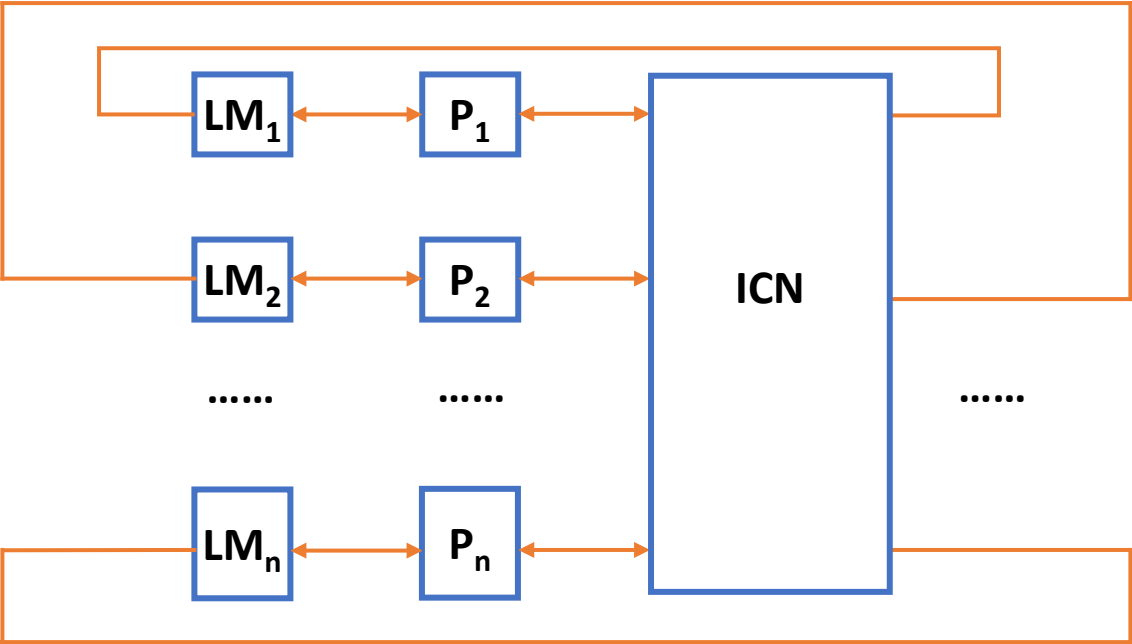 LM₁ P₁
LM₂ P₂ ICN
...... ...... ......
LMₙ Pₙ